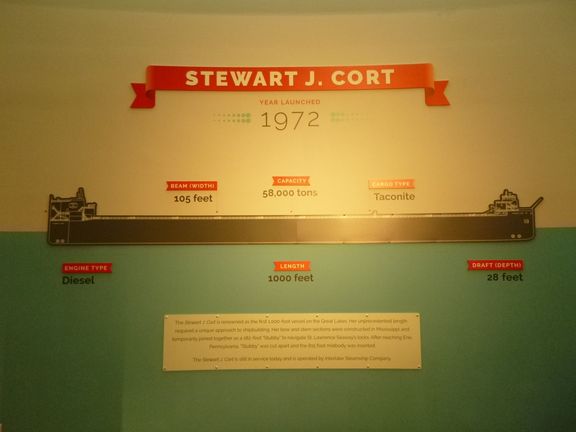 STEWART J. CORT
YEAR LAUNCHED
1972
BEAM (WIDTH)
105 feet
CAPACITY
58,000 tons
CARGO TYPE
Taconite
ENGINE TYPE
Diesel
LENGTH
1000 feet
DRAFT (DEPTH)
28 feet
The Stewart J. Cort is renowned as the first 1,000-foot vessel on the Great Lakes. Her unprecedented length
required a unique approach to shipbuilding. Her bow and stern sections were constructed in Mississippi and
temporarily joined together as a 182-foot "Stubby" to navigate St. Lawrence Seaway's locks. After reaching Erie,
Pennsylvania, "Stubby" was cut apart and the 815 foot midbody was inserted.
The Stewart J. Cort is still in service today and is operated by Interlake Steamship Company.